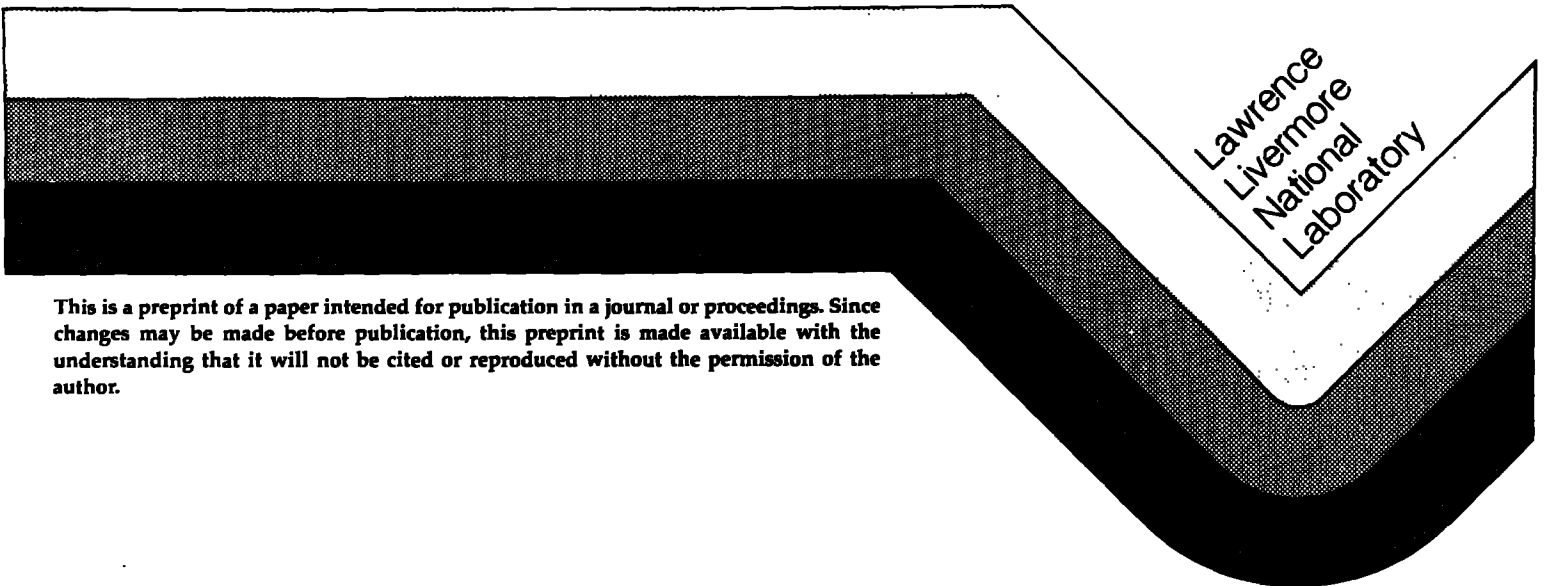 Lawrence
Livermore
National
Laboratory
This is a preprint of a paper intended for publication in a journal or proceedings. Since
changes may be made before publication, this preprint is made available with the
understanding that it will not be cited or reproduced without the permission of the
author.